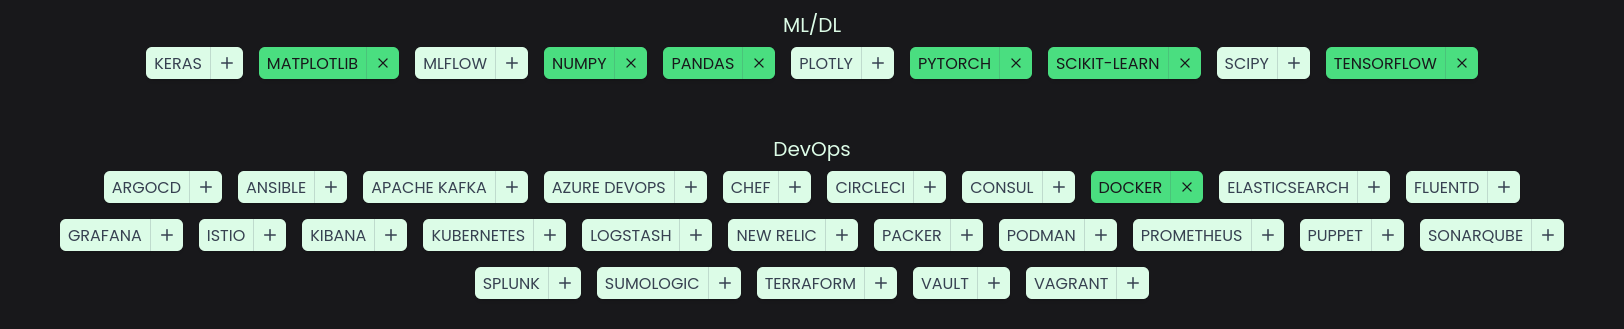 ML/DL
KERAS + MATPLOTLIB × MLFLOW + NUMPY × PANDAS × PLOTLY + PYTORCH × SCIKIT-LEARN × SCIPY + TENSORFLOW ×
DevOps
ARGOCD + ANSIBLE + APACHE KAFKA + AZURE DEVOPS + CHEF + CIRCLECI + CONSUL + DOCKER × ELASTICSEARCH + FLUENTD +
GRAFANA + ISTIO + KIBANA + KUBERNETES + LOGSTASH + NEW RELIC + PACKER + PODMAN + PROMETHEUS + PUPPET + SONARQUBE +
SPLUNK + SUMOLOGIC + TERRAFORM + VAULT + VAGRANT +